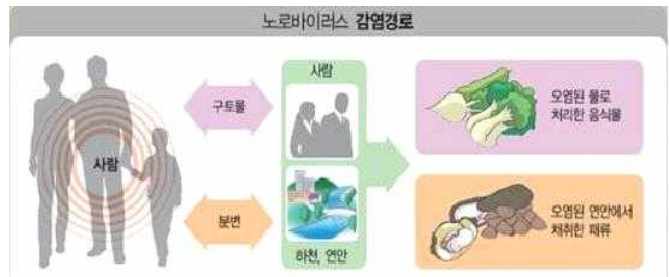 노로바이러스 감염경로
사람
구토물
분변
사람
하천, 연안
오염된 물로
처리한 음식물
오염된 연안에서
채취한 패류